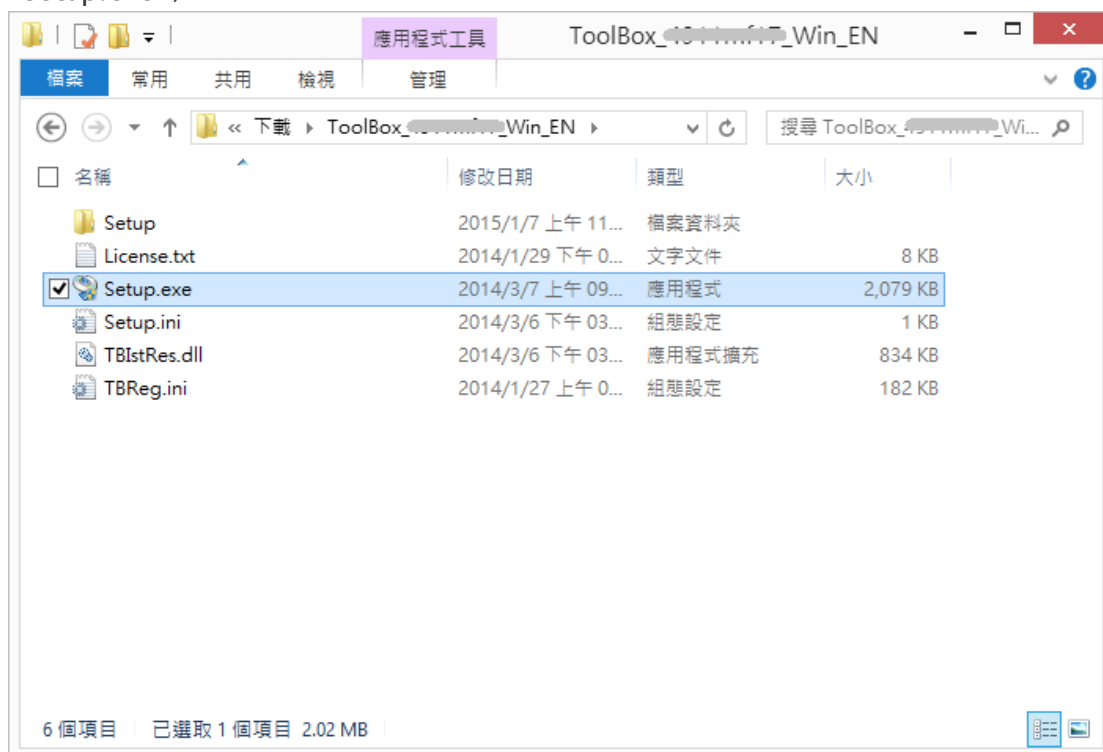 應用程式工具 ToolBox_ _Win_EN
檔案 常用 共用 檢視 管理
« 下載 ▸ ToolBox_ _Win_EN ▸ 搜尋 ToolBox_ _Wi...
名稱 修改日期 類型 大小
Setup 2015/1/7 上午 11... 檔案資料夾
License.txt 2014/1/29 下午 0... 文字文件 8 KB
Setup.exe 2014/3/7 上午 09... 應用程式 2,079 KB
Setup.ini 2014/3/6 下午 03... 組態設定 1 KB
TBIstRes.dll 2014/3/6 下午 03... 應用程式擴充 834 KB
TBReg.ini 2014/1/27 上午 0... 組態設定 182 KB
6 個項目 已選取 1 個項目 2.02 MB